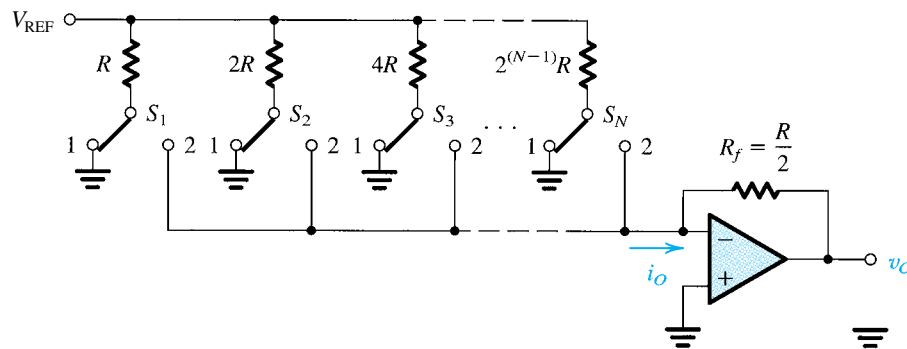 V_REF
R
2R
4R
2^(N−1)R
S_1
S_2
S_3
S_N
1
2
1
2
1
2
. . .
1
2
R_f = R/2
i_O
−
+
v_O